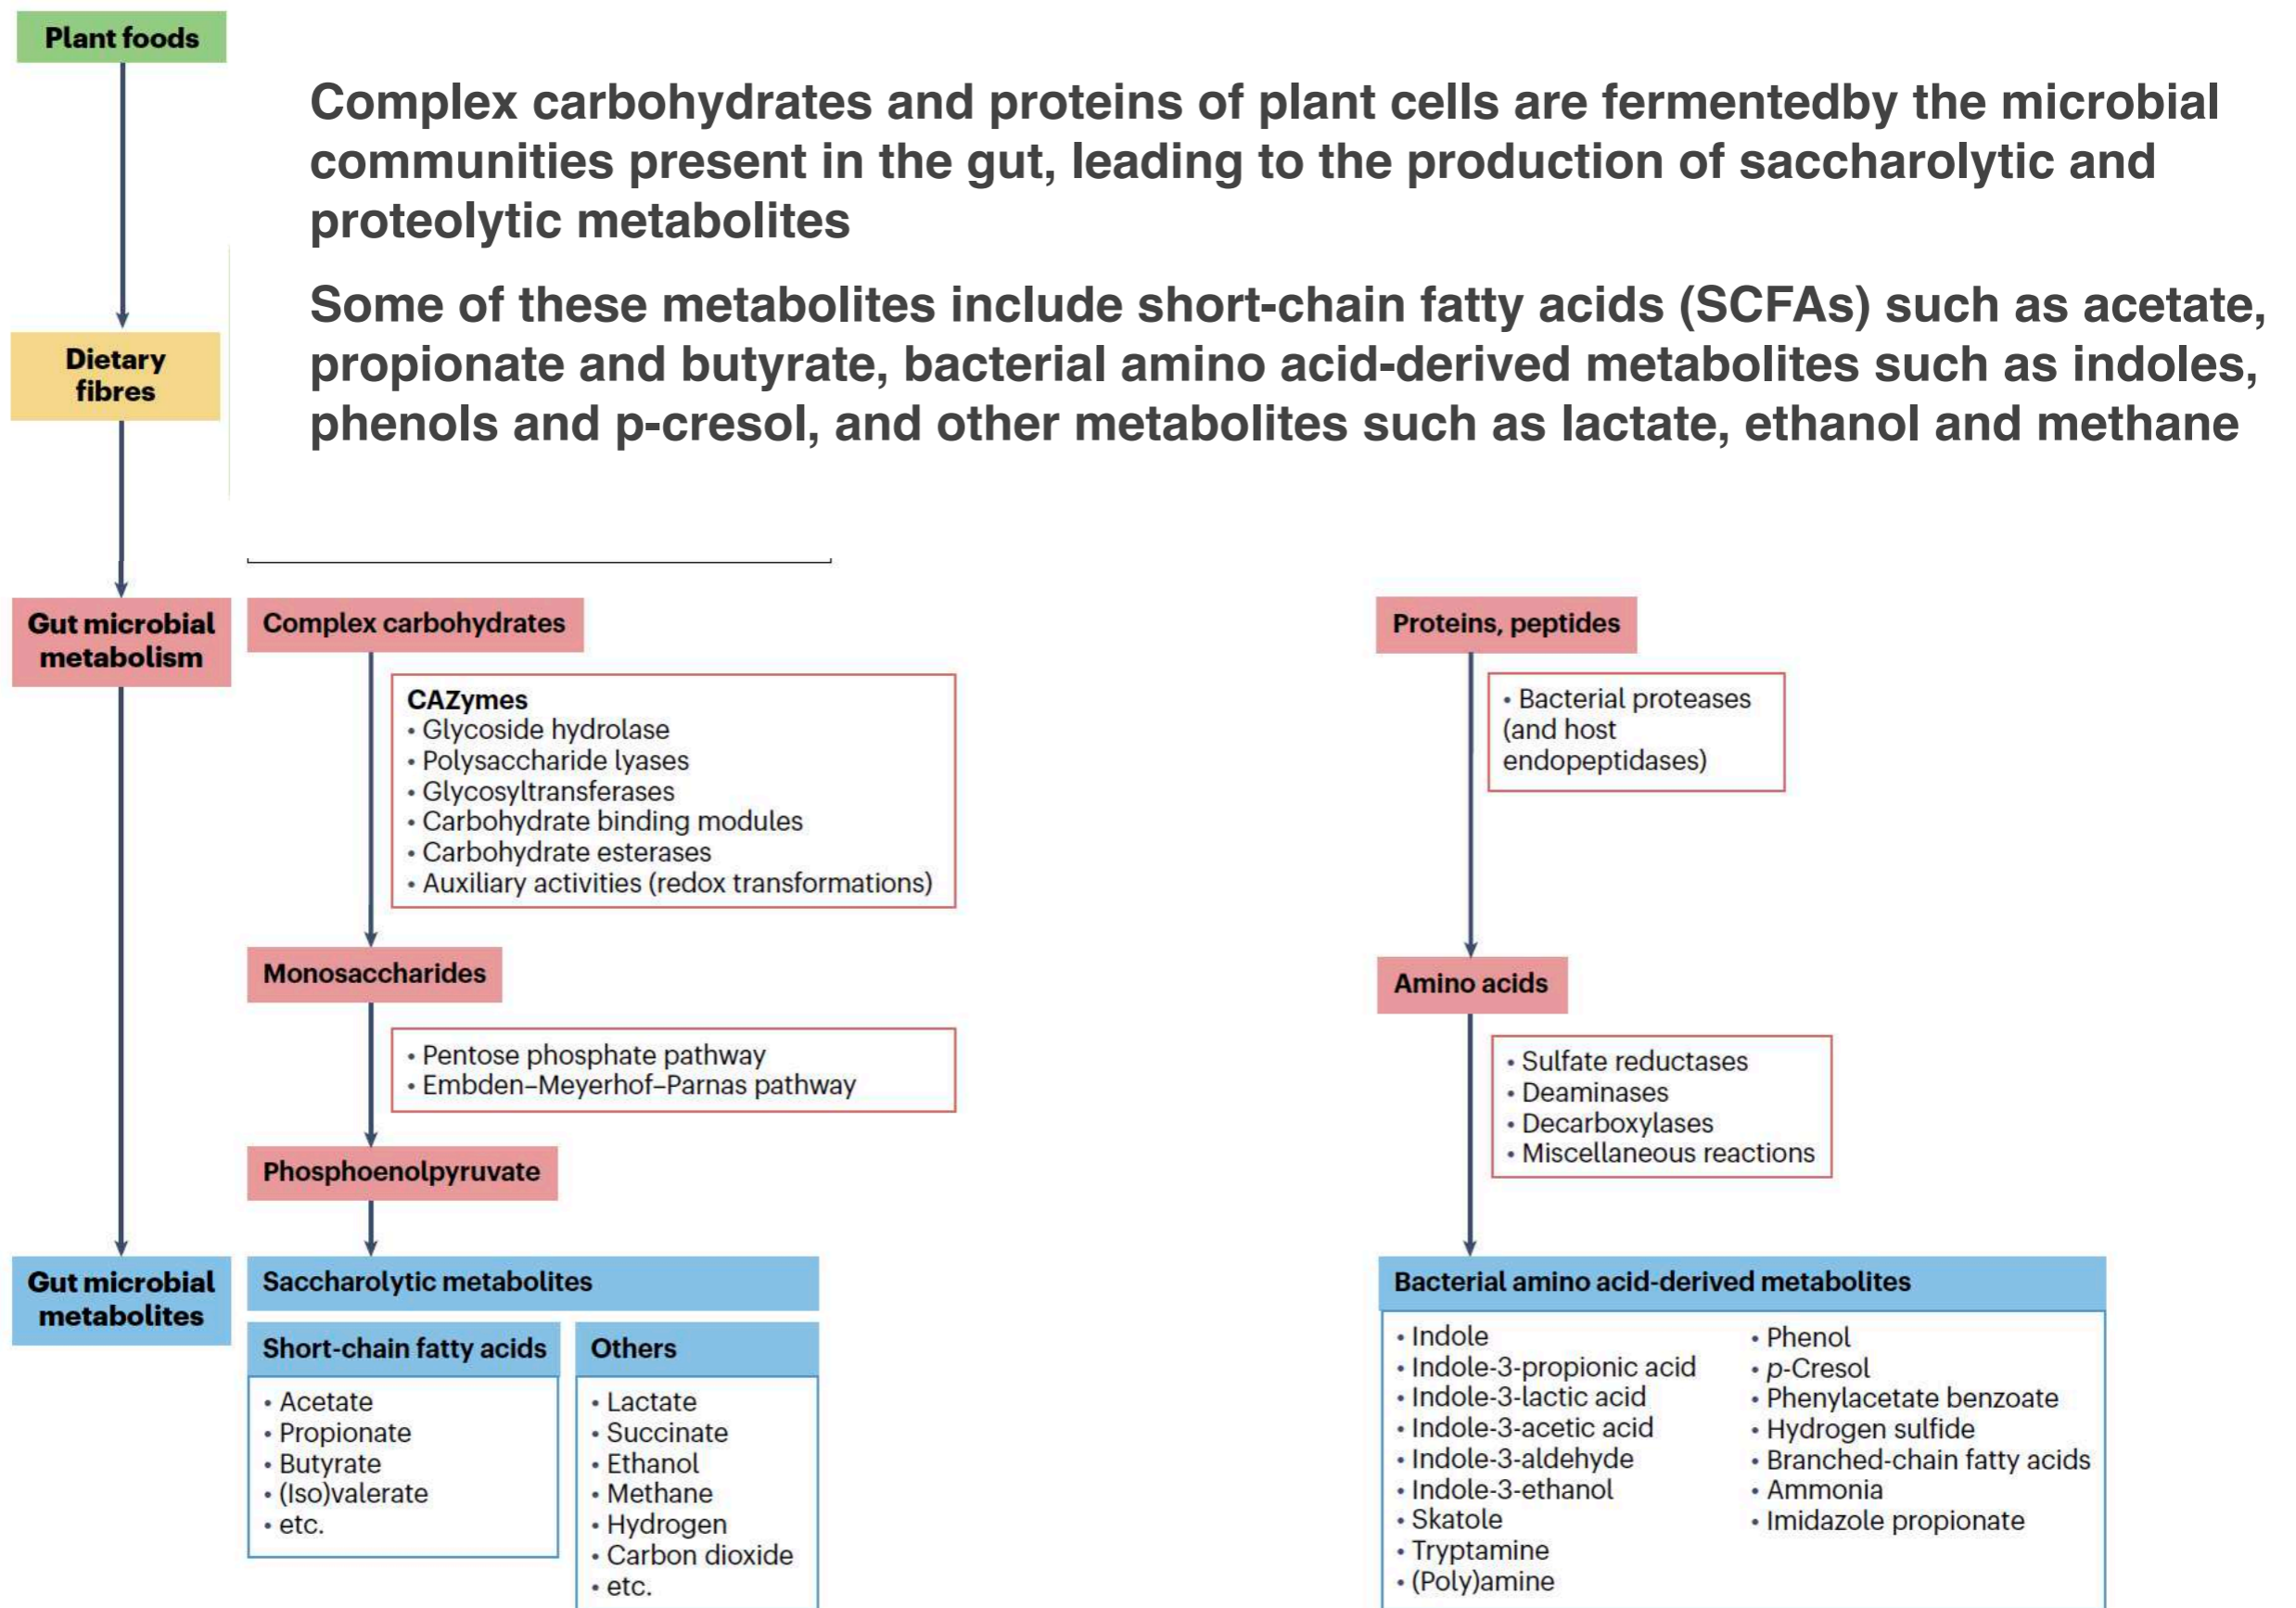 Plant foods
Complex carbohydrates and proteins of plant cells are fermentedby the microbial
communities present in the gut, leading to the production of saccharolytic and
proteolytic metabolites
Some of these metabolites include short-chain fatty acids (SCFAs) such as acetate,
propionate and butyrate, bacterial amino acid-derived metabolites such as indoles,
phenols and p-cresol, and other metabolites such as lactate, ethanol and methane
Dietary
fibres
Gut microbial
metabolism
Complex carbohydrates
CAZymes
• Glycoside hydrolase
• Polysaccharide lyases
• Glycosyltransferases
• Carbohydrate binding modules
• Carbohydrate esterases
• Auxiliary activities (redox transformations)
Monosaccharides
• Pentose phosphate pathway
• Embden–Meyerhof–Parnas pathway
Phosphoenolpyruvate
Proteins, peptides
• Bacterial proteases
(and host
endopeptidases)
Amino acids
• Sulfate reductases
• Deaminases
• Decarboxylases
• Miscellaneous reactions
Gut microbial
metabolites
Saccharolytic metabolites
Short-chain fatty acids
• Acetate
• Propionate
• Butyrate
• (Iso)valerate
• etc.
Others
• Lactate
• Succinate
• Ethanol
• Methane
• Hydrogen
• Carbon dioxide
• etc.
Bacterial amino acid-derived metabolites
• Indole
• Indole-3-propionic acid
• Indole-3-lactic acid
• Indole-3-acetic acid
• Indole-3-aldehyde
• Indole-3-ethanol
• Skatole
• Tryptamine
• (Poly)amine
• Phenol
• p-Cresol
• Phenylacetate benzoate
• Hydrogen sulfide
• Branched-chain fatty acids
• Ammonia
• Imidazole propionate